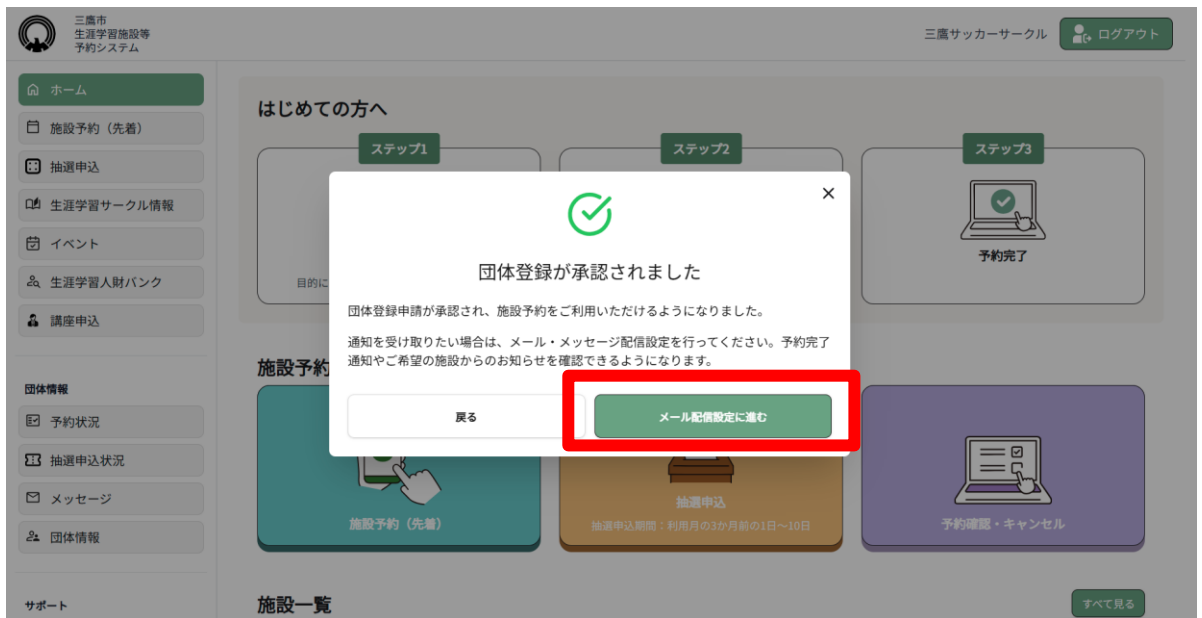 三鷹市
生涯学習施設等
予約システム
三鷹サッカーサークル
ログアウト
ホーム
施設予約（先着）
抽選申込
生涯学習サークル情報
イベント
生涯学習人財バンク
講座申込
団体情報
予約状況
抽選申込状況
メッセージ
団体情報
サポート
はじめての方へ
ステップ1
ステップ2
ステップ3
目的に
予約完了
団体登録が承認されました
団体登録申請が承認され、施設予約をご利用いただけるようになりました。
通知を受け取りたい場合は、メール・メッセージ配信設定を行ってください。予約完了
通知やご希望の施設からのお知らせを確認できるようになります。
戻る
メール配信設定に進む
施設予約
施設予約（先着）
抽選申込
抽選申込期間：利用月の3か月前の1日～10日
予約確認・キャンセル
施設一覧
すべて見る